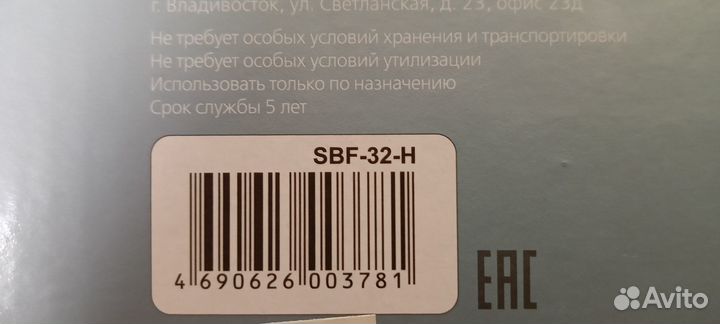 г. Владивосток, ул. Светланская, д. 23, офис 23д
Не требует особых условий хранения и транспортировки
Не требует особых условий утилизации
Использовать только по назначению
Срок службы 5 лет
SBF-32-H
4 690626 003781
EAC
Avito